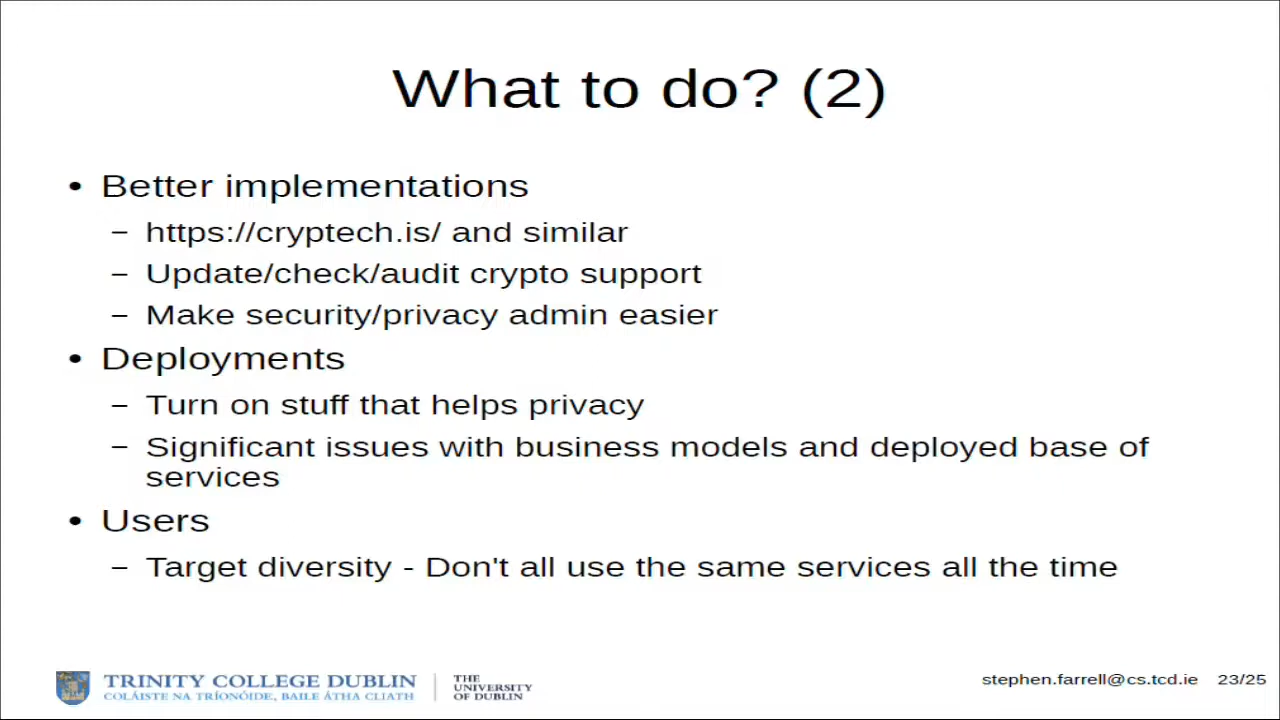 What to do? (2)
• Better implementations
– https://cryptech.is/ and similar
– Update/check/audit crypto support
– Make security/privacy admin easier
• Deployments
– Turn on stuff that helps privacy
– Significant issues with business models and deployed base of
services
• Users
– Target diversity - Don't all use the same services all the time
TRINITY COLLEGE DUBLIN
COLÁISTE NA TRÍONÓIDE, BAILE ÁTHA CLIATH
THE
UNIVERSITY
OF DUBLIN
stephen.farrell@cs.tcd.ie 23/25